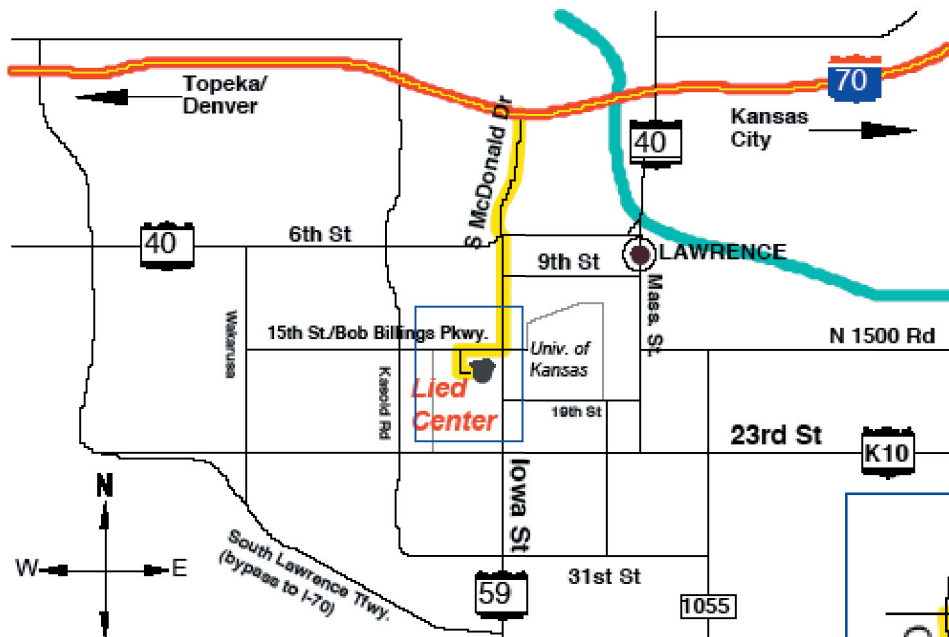 Topeka/
Denver
70
Kansas
City
S McDonald Dr
40
40
6th St
9th St
LAWRENCE
Mass. St
Wakarusa
15th St./Bob Billings Pkwy.
N 1500 Rd
Univ. of
Kansas
Kasold Rd
Lied
Center
19th St
23rd St
K10
Iowa St
N
W
E
South Lawrence Tfwy.
(bypass to I-70)
31st St
59
1055